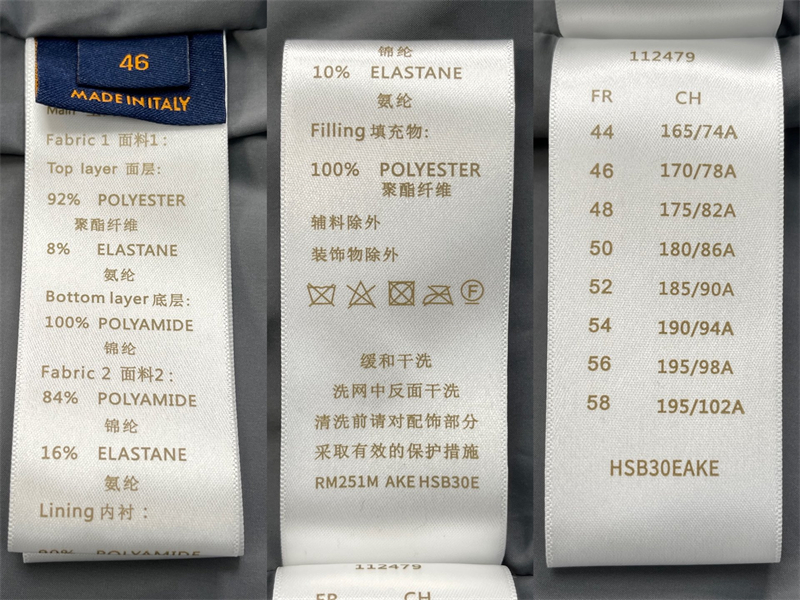 46
MADE IN ITALY
Main
Fabric 1 面料1:
Top layer 面层:
92% POLYESTER
聚酯纤维
8% ELASTANE
氨纶
Bottom layer 底层:
100% POLYAMIDE
锦纶
Fabric 2 面料2:
84% POLYAMIDE
锦纶
16% ELASTANE
氨纶
Lining 内衬:
90% POLYAMIDE
锦纶
10% ELASTANE
氨纶
Filling 填充物:
100% POLYESTER
聚酯纤维
辅料除外
装饰物除外
P
缓和干洗
洗网中反面干洗
清洗前请对配饰部分
采取有效的保护措施
RM251M AKE HSB30E
112479
FR CH
112479
FR CH
44 165/74A
46 170/78A
48 175/82A
50 180/86A
52 185/90A
54 190/94A
56 195/98A
58 195/102A
HSB30EAKE